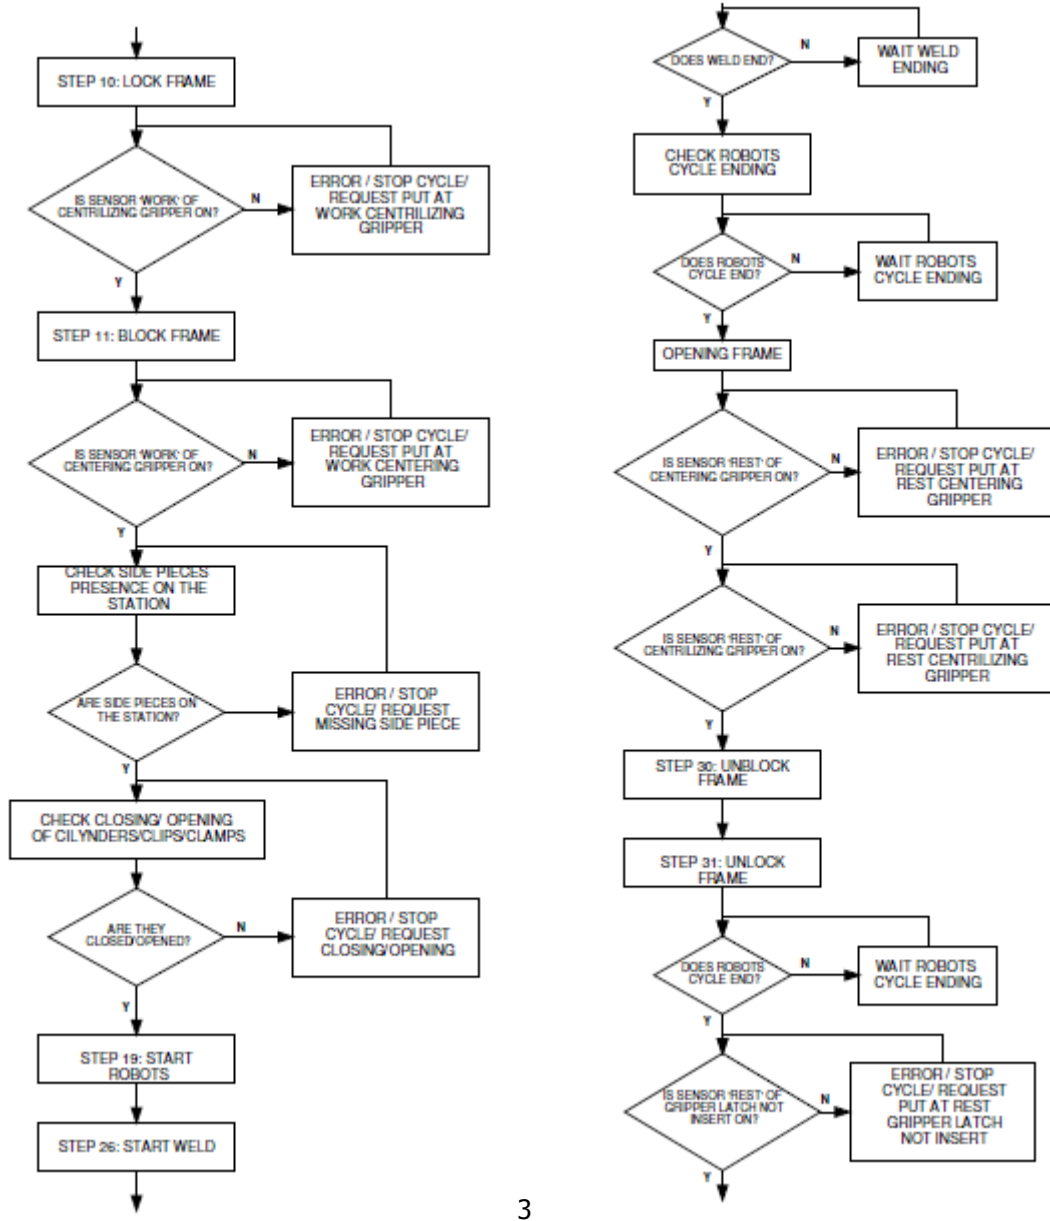 STEP 10: LOCK FRAME
IS SENSOR 'WORK' OF
CENTRILIZING GRIPPER ON?
N
ERROR / STOP CYCLE/
REQUEST PUT AT
WORK CENTRILIZING
GRIPPER
Y
STEP 11: BLOCK FRAME
IS SENSOR 'WORK' OF
CENTERING GRIPPER ON?
N
ERROR / STOP CYCLE/
REQUEST PUT AT
WORK CENTERING
GRIPPER
Y
CHECK SIDE PIECES
PRESENCE ON THE
STATION
ARE SIDE PIECES ON
THE STATION?
ERROR / STOP
CYCLE/ REQUEST
MISSING SIDE PIECE
Y
CHECK CLOSING/ OPENING
OF CILYNDERS/CLIPS/CLAMPS
ARE THEY
CLOSED/OPENED?
N
ERROR / STOP
CYCLE/ REQUEST
CLOSING/OPENING
Y
STEP 19: START
ROBOTS
STEP 26: START WELD
DOES WELD END?
N
WAIT WELD
ENDING
Y
CHECK ROBOTS
CYCLE ENDING
DOES ROBOTS
CYCLE END?
N
WAIT ROBOTS
CYCLE ENDING
Y
OPENING FRAME
IS SENSOR 'REST' OF
CENTERING GRIPPER ON?
N
ERROR / STOP CYCLE/
REQUEST PUT AT
REST CENTERING
GRIPPER
Y
IS SENSOR 'REST' OF
CENTRILIZING GRIPPER ON?
N
ERROR / STOP CYCLE/
REQUEST PUT AT
REST CENTRILIZING
GRIPPER
Y
STEP 30: UNBLOCK
FRAME
STEP 31: UNLOCK
FRAME
DOES ROBOTS
CYCLE END?
N
WAIT ROBOTS
CYCLE ENDING
Y
IS SENSOR 'REST' OF
GRIPPER LATCH NOT
INSERT ON?
N
ERROR / STOP
CYCLE/ REQUEST
PUT AT REST
GRIPPER LATCH
NOT INSERT
Y
3